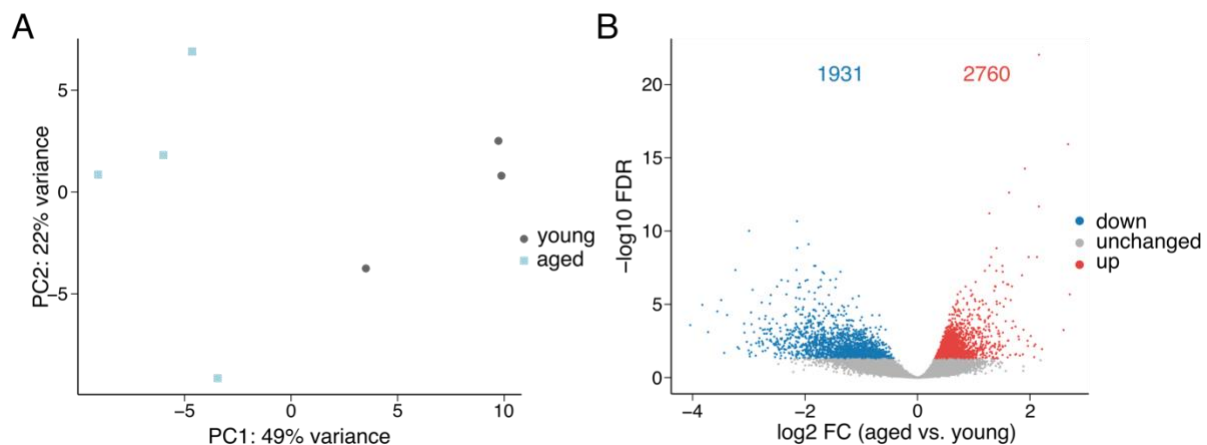 A
5
0
−5
PC2: 22% variance
−5
0
5
10
PC1: 49% variance
young
aged
B
1931
2760
20
15
10
5
0
−log10 FDR
−4
−2
0
2
log2 FC (aged vs. young)
down
unchanged
up